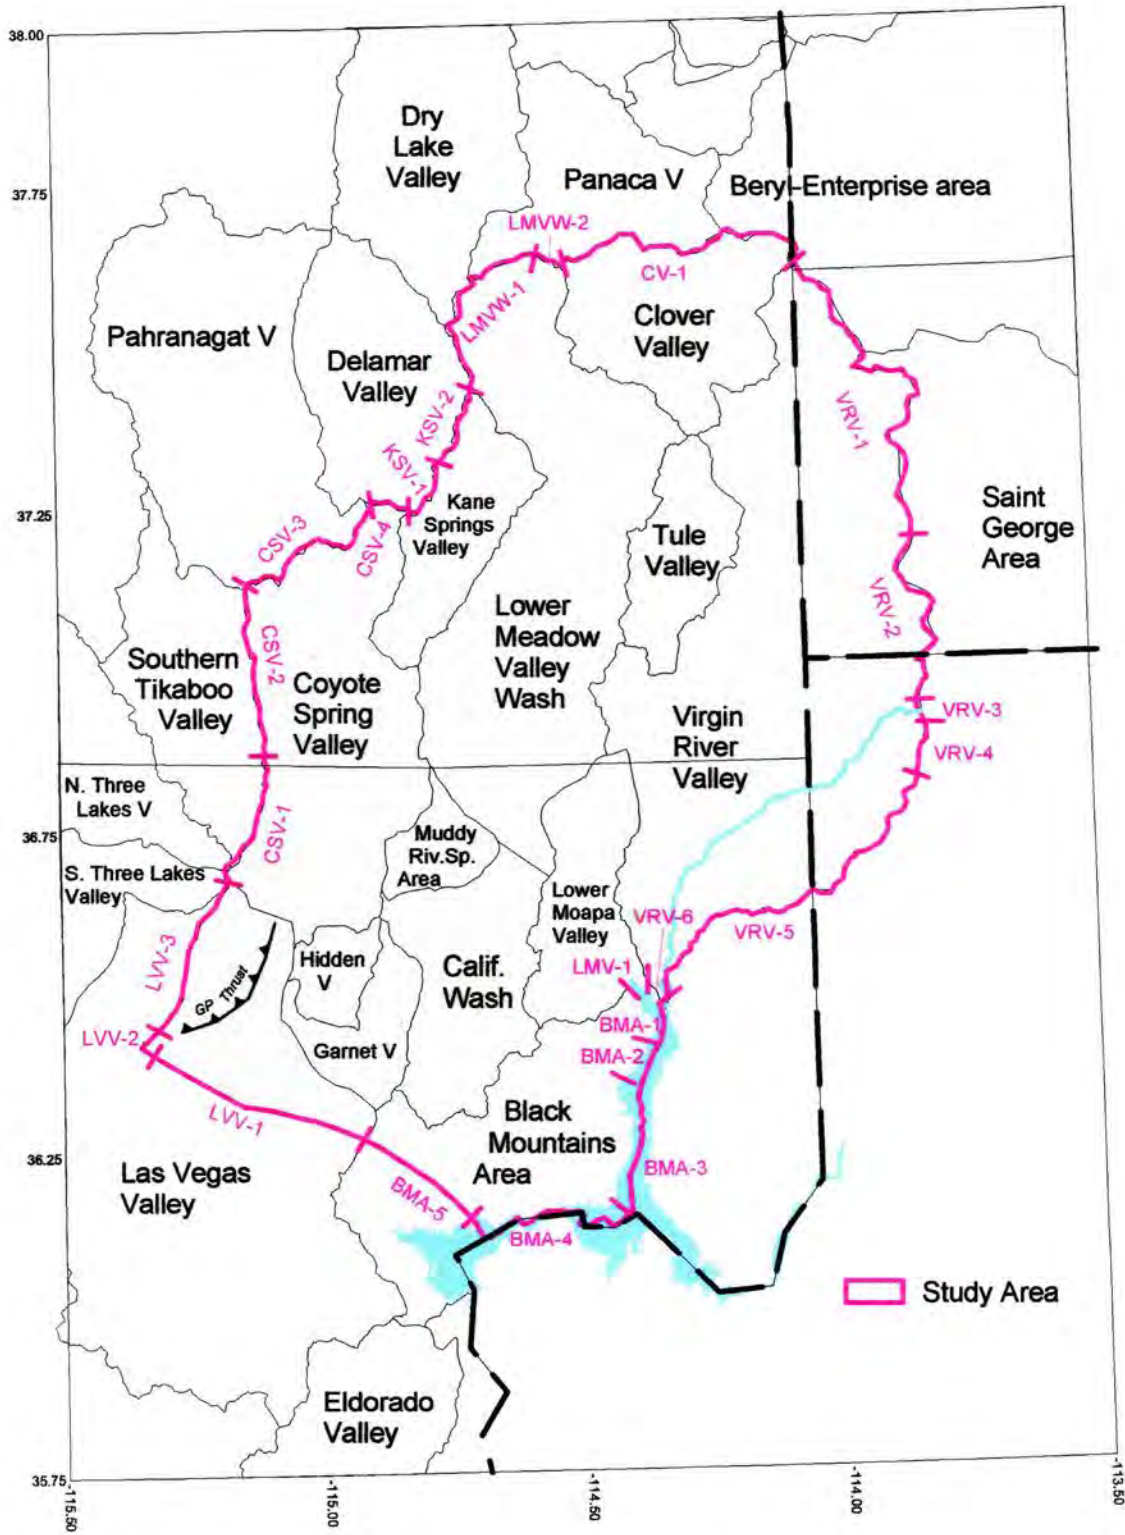 38.00
Dry
Lake
Valley
37.75
Panaca V
Beryl-Enterprise area
LMVW-2
CV-1
LMVW-1
Pahranagat V
Delamar
Valley
Clover
Valley
KSV-2
VRV-1
KSV-1
37.25
Kane
Springs
Valley
Saint
George
Area
CSV-3
CSV-4
Tule
Valley
Lower
Meadow
Valley
Wash
VRV-2
CSV-2
Southern
Tikaboo
Valley
Coyote
Spring
Valley
Virgin
River
Valley
VRV-3
VRV-4
N. Three
Lakes V
CSV-1
36.75
Muddy
Riv.Sp.
Area
S. Three Lakes
Valley
Lower
Moapa
Valley
VRV-6
VRV-5
LVV-3
GP Thrust
Hidden
V
Calif.
Wash
LMV-1
LVV-2
Garnet V
BMA-1
BMA-2
LVV-1
Black
Mountains
Area
36.25
Las Vegas
Valley
BMA-5
BMA-3
BMA-4
Study Area
Eldorado
Valley
35.75
-115.50
-115.00
-114.50
-114.00
-113.50